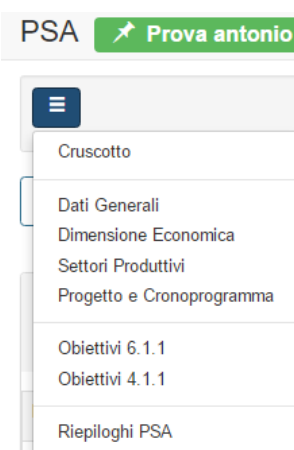 PSA Prova antonio
Cruscotto
Dati Generali
Dimensione Economica
Settori Produttivi
Progetto e Cronoprogramma
Obiettivi 6.1.1
Obiettivi 4.1.1
Riepiloghi PSA